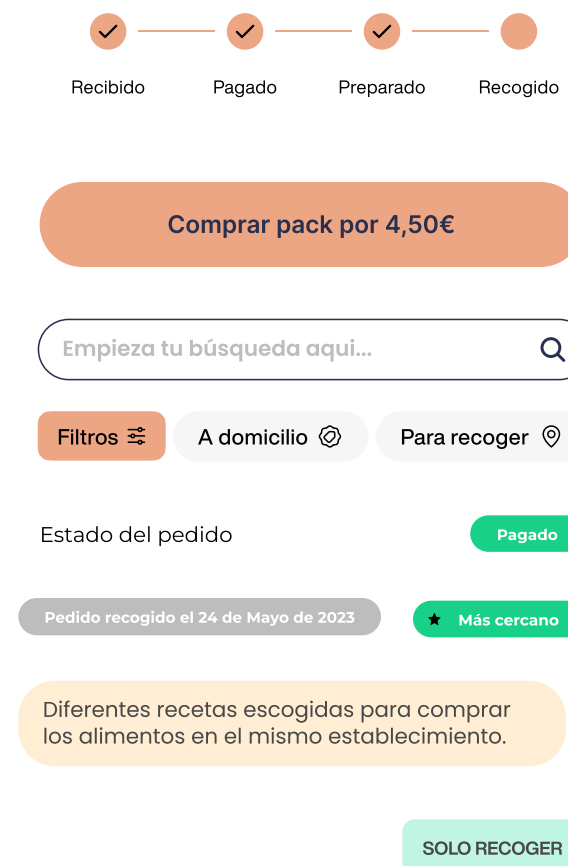 Recibido Pagado Preparado Recogido
Comprar pack por 4,50€
Empieza tu búsqueda aqui...
Filtros A domicilio Para recoger
Estado del pedido Pagado
Pedido recogido el 24 de Mayo de 2023 Más cercano
Diferentes recetas escogidas para comprar
los alimentos en el mismo establecimiento.
SOLO RECOGER